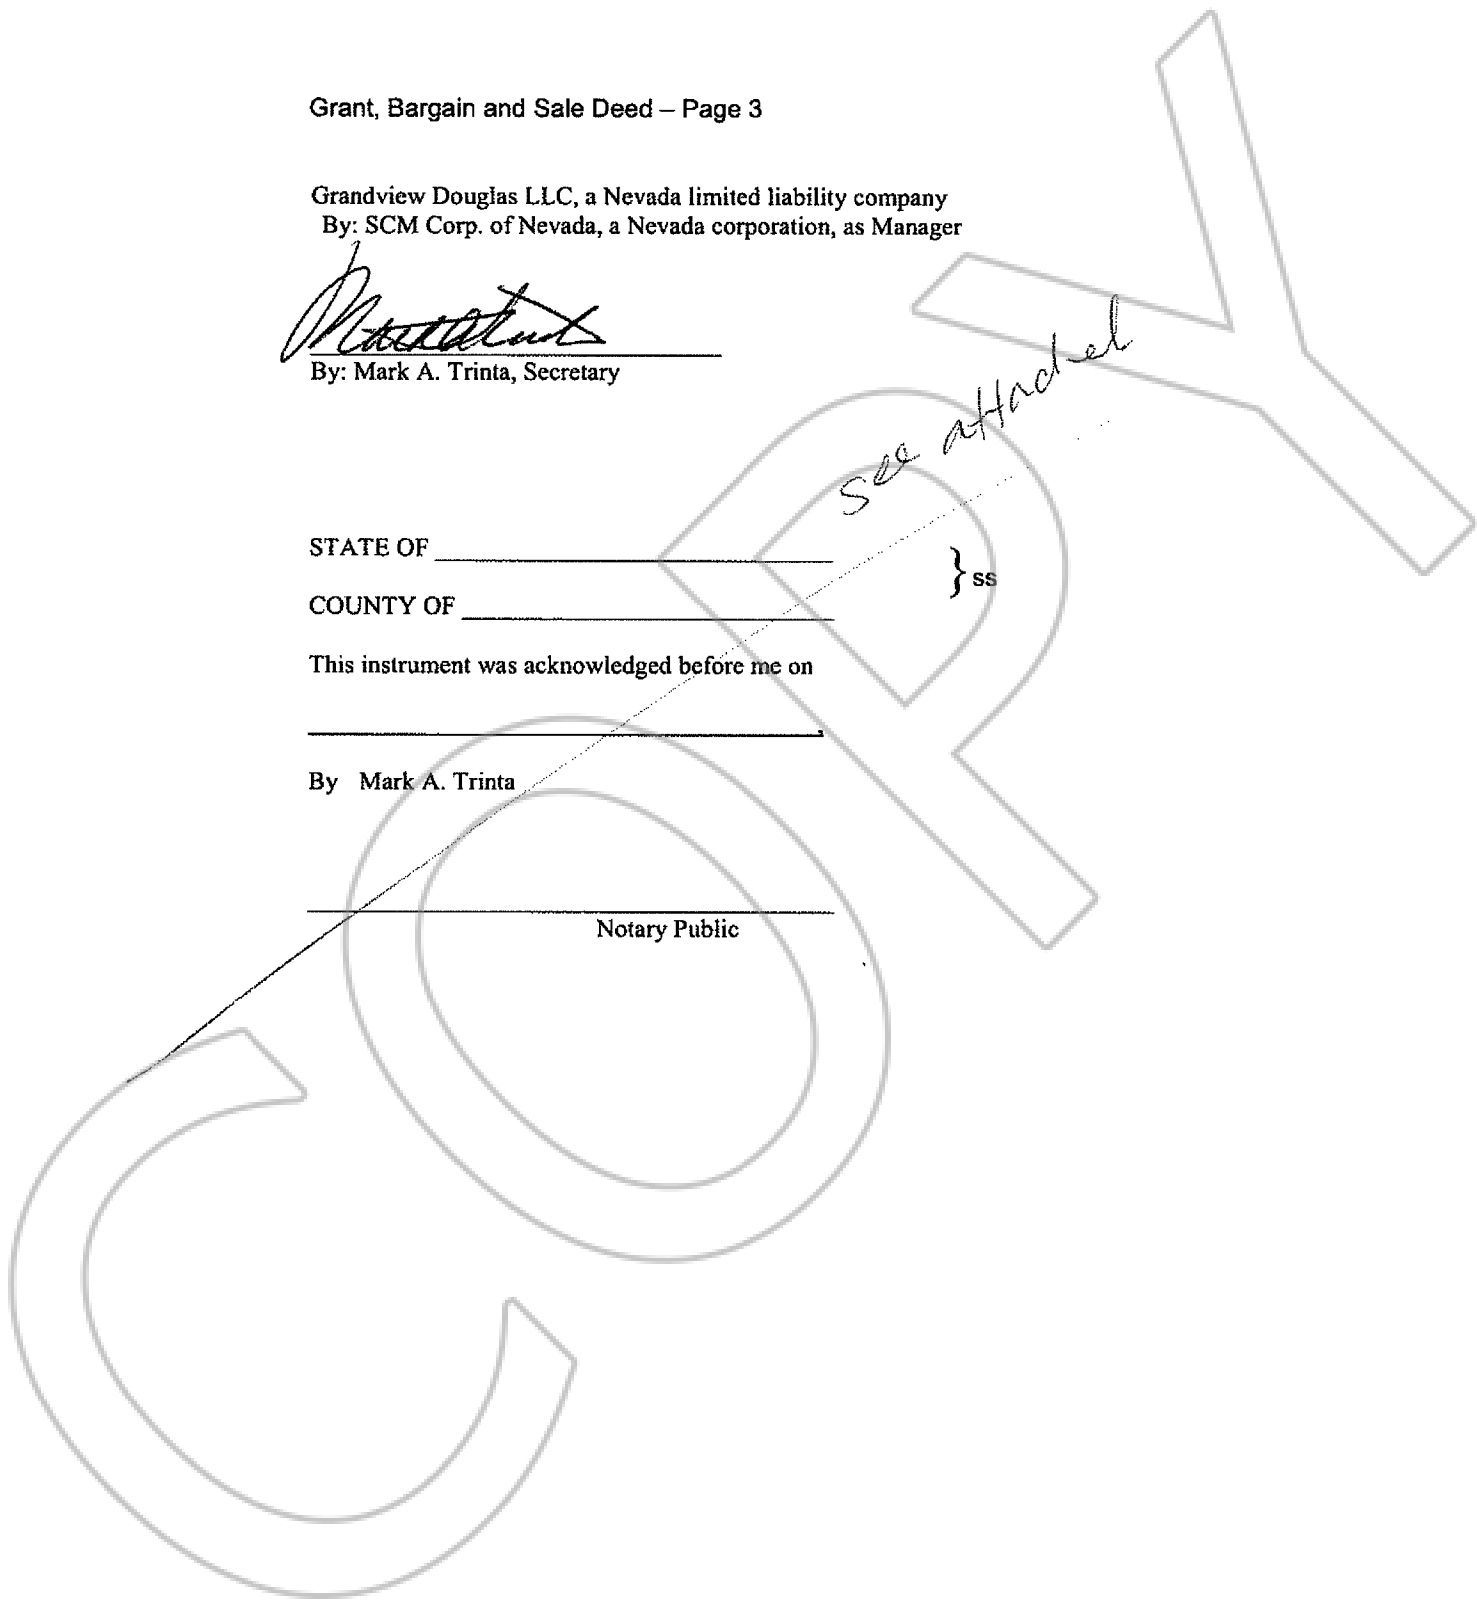 Grant, Bargain and Sale Deed – Page 3
Grandview Douglas LLC, a Nevada limited liability company
By: SCM Corp. of Nevada, a Nevada corporation, as Manager
By: Mark A. Trinta, Secretary
see attached
STATE OF
} ss
COUNTY OF
This instrument was acknowledged before me on
By Mark A. Trinta
Notary Public
COPY